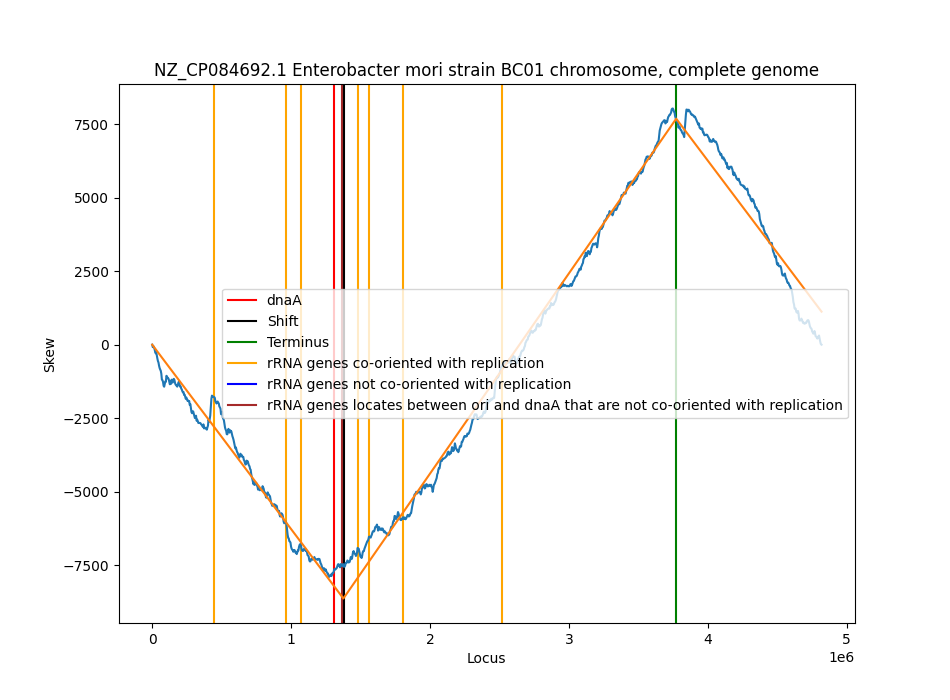 NZ_CP084692.1 Enterobacter mori strain BC01 chromosome, complete genome
7500
5000
2500
0
−2500
−5000
−7500
Skew
dnaA
Shift
Terminus
rRNA genes co-oriented with replication
rRNA genes not co-oriented with replication
rRNA genes locates between ori and dnaA that are not co-oriented with replication
0 1 2 3 4 5
1e6
Locus